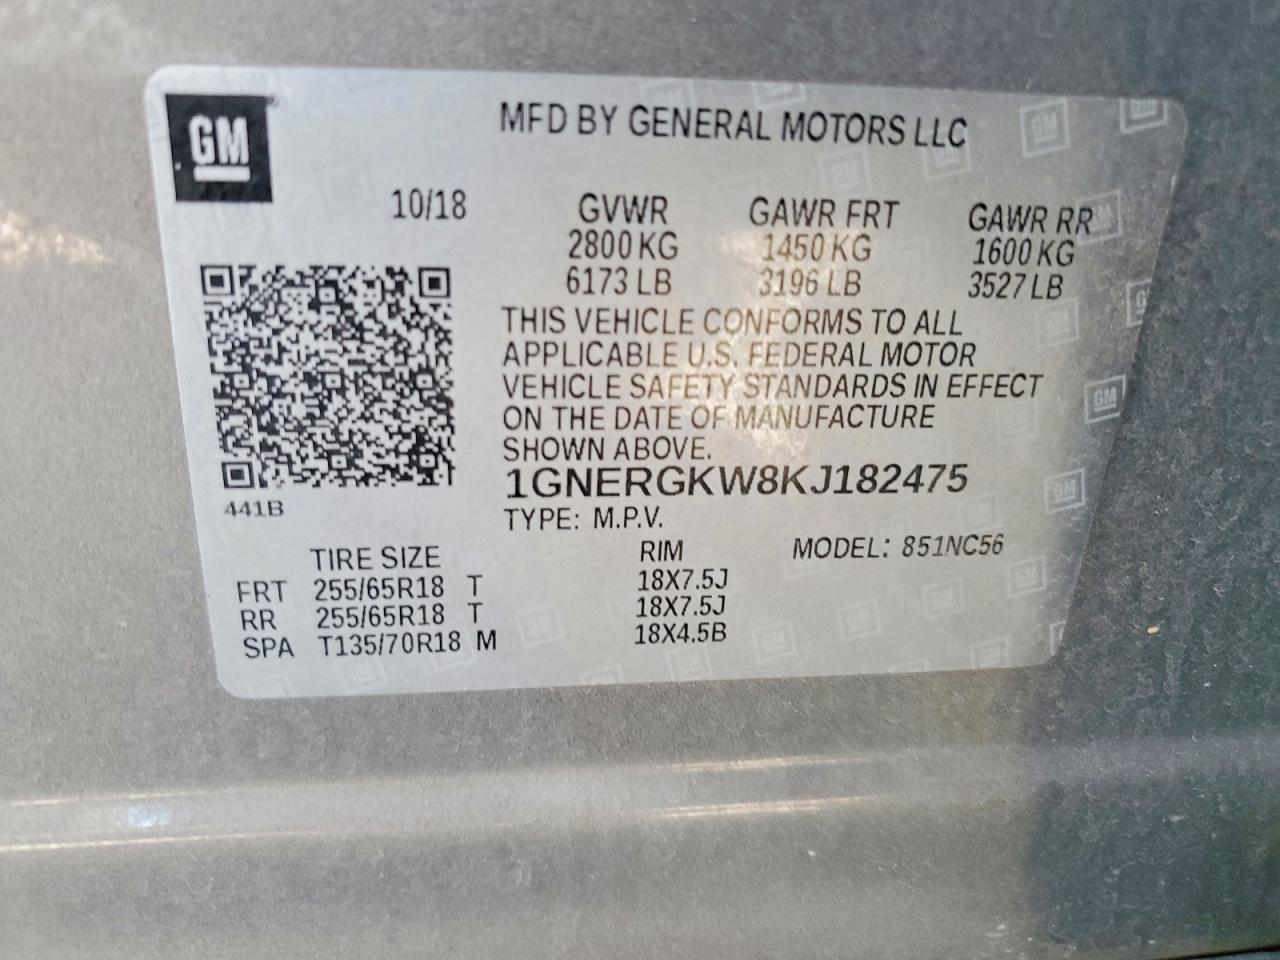 GM
MFD BY GENERAL MOTORS LLC
10/18
GVWR GAWR FRT GAWR RR
2800 KG 1450 KG 1600 KG
6173 LB 3196 LB 3527 LB
THIS VEHICLE CONFORMS TO ALL
APPLICABLE U.S. FEDERAL MOTOR
VEHICLE SAFETY STANDARDS IN EFFECT
ON THE DATE OF MANUFACTURE
SHOWN ABOVE.
1GNERGKW8KJ182475
441B
TYPE: M.P.V.
TIRE SIZE RIM MODEL: 851NC56
FRT 255/65R18 T 18X7.5J
RR 255/65R18 T 18X7.5J
SPA T135/70R18 M 18X4.5B